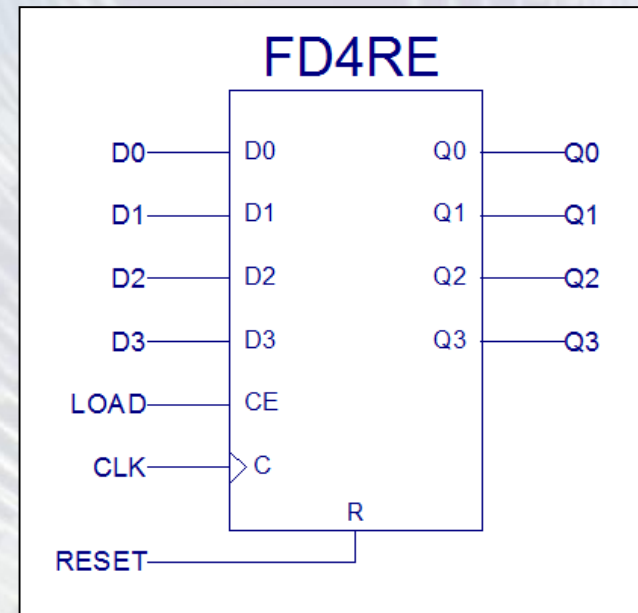 FD4RE
D0 D0 Q0 Q0
D1 D1 Q1 Q1
D2 D2 Q2 Q2
D3 D3 Q3 Q3
LOAD CE
CLK C
R
RESET